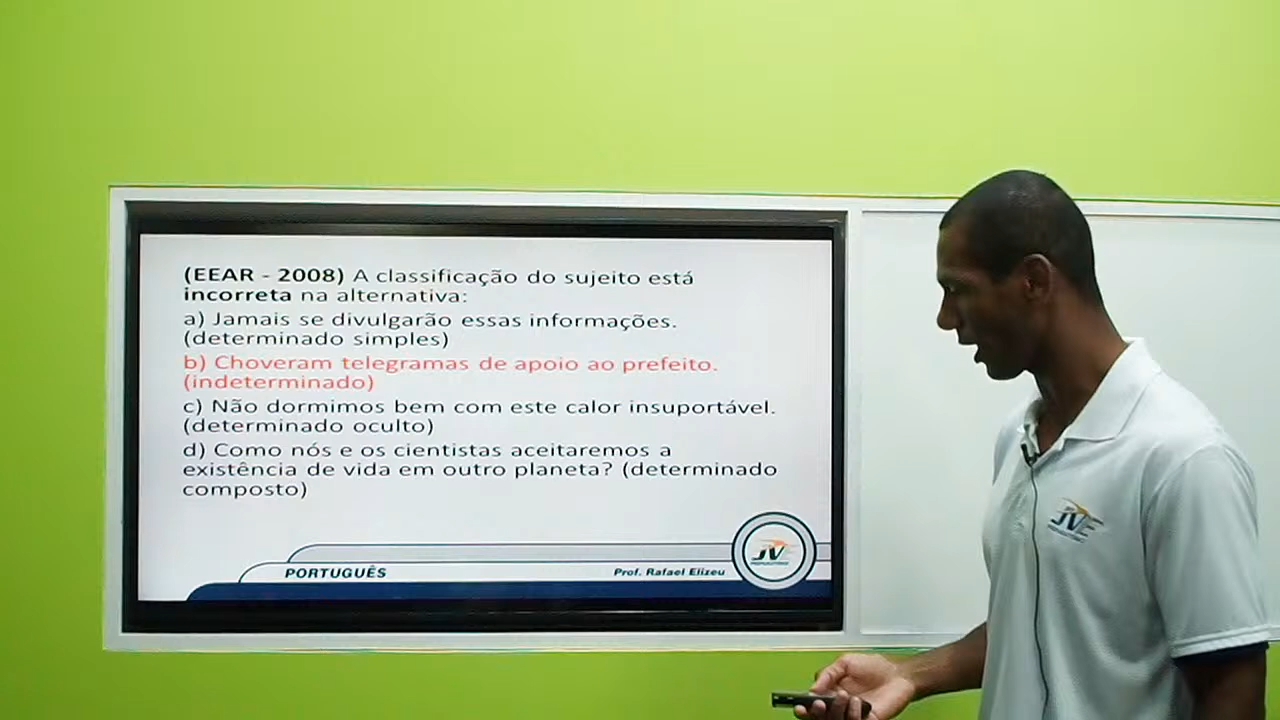 (EEAR - 2008) A classificação do sujeito está
incorreta na alternativa:
a) Jamais se divulgarão essas informações.
(determinado simples)
b) Choveram telegramas de apoio ao prefeito.
(indeterminado)
c) Não dormimos bem com este calor insuportável.
(determinado oculto)
d) Como nós e os cientistas aceitaremos a
existência de vida em outro planeta? (determinado
composto)
PORTUGUÊS
Prof. Rafael Elizeu
JVE
JVE